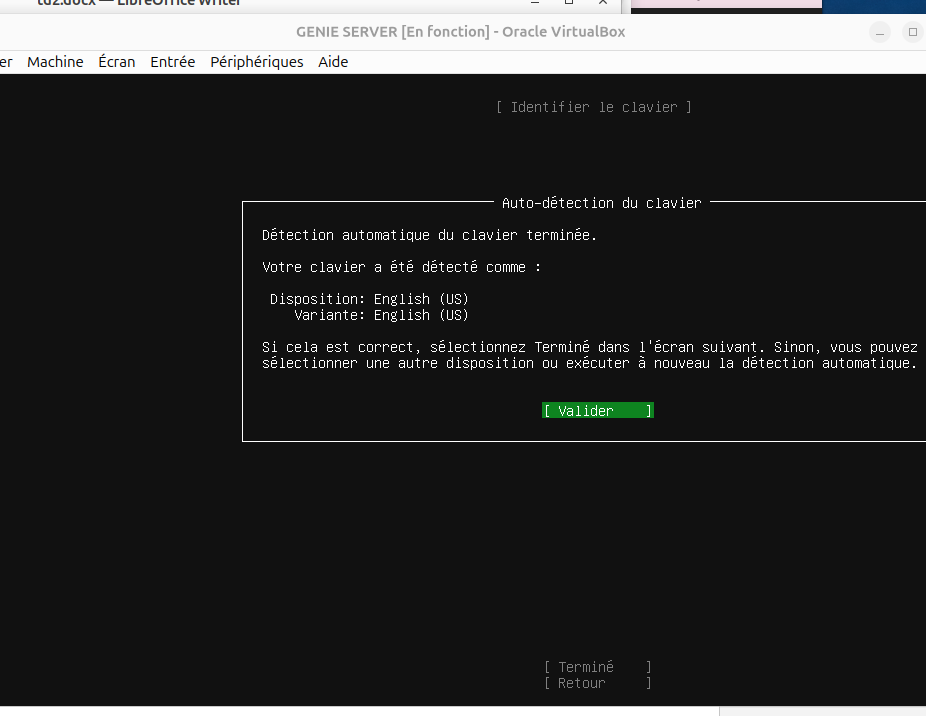 td2.docx — LibreOffice Writer
GENIE SERVER [En fonction] - Oracle VirtualBox
er Machine Écran Entrée Périphériques Aide
[ Identifier le clavier ]
Auto-détection du clavier
Détection automatique du clavier terminée.
Votre clavier a été détecté comme :
Disposition: English (US)
Variante: English (US)
Si cela est correct, sélectionnez Terminé dans l'écran suivant. Sinon, vous pouvez
sélectionner une autre disposition ou exécuter à nouveau la détection automatique.
[ Valider ]
[ Terminé ]
[ Retour ]